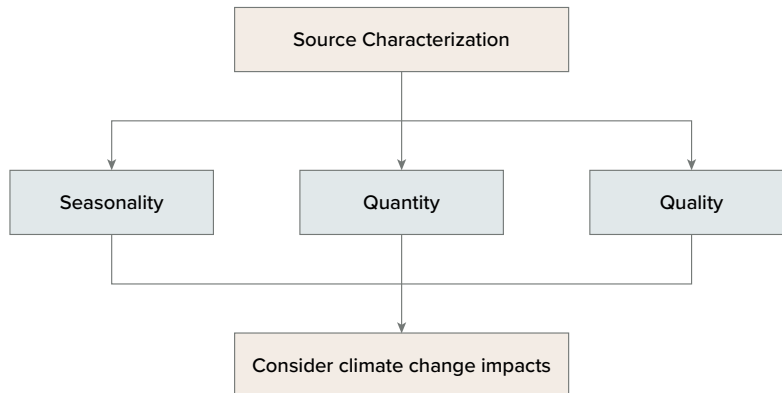 Source Characterization
Seasonality
Quantity
Quality
Consider climate change impacts